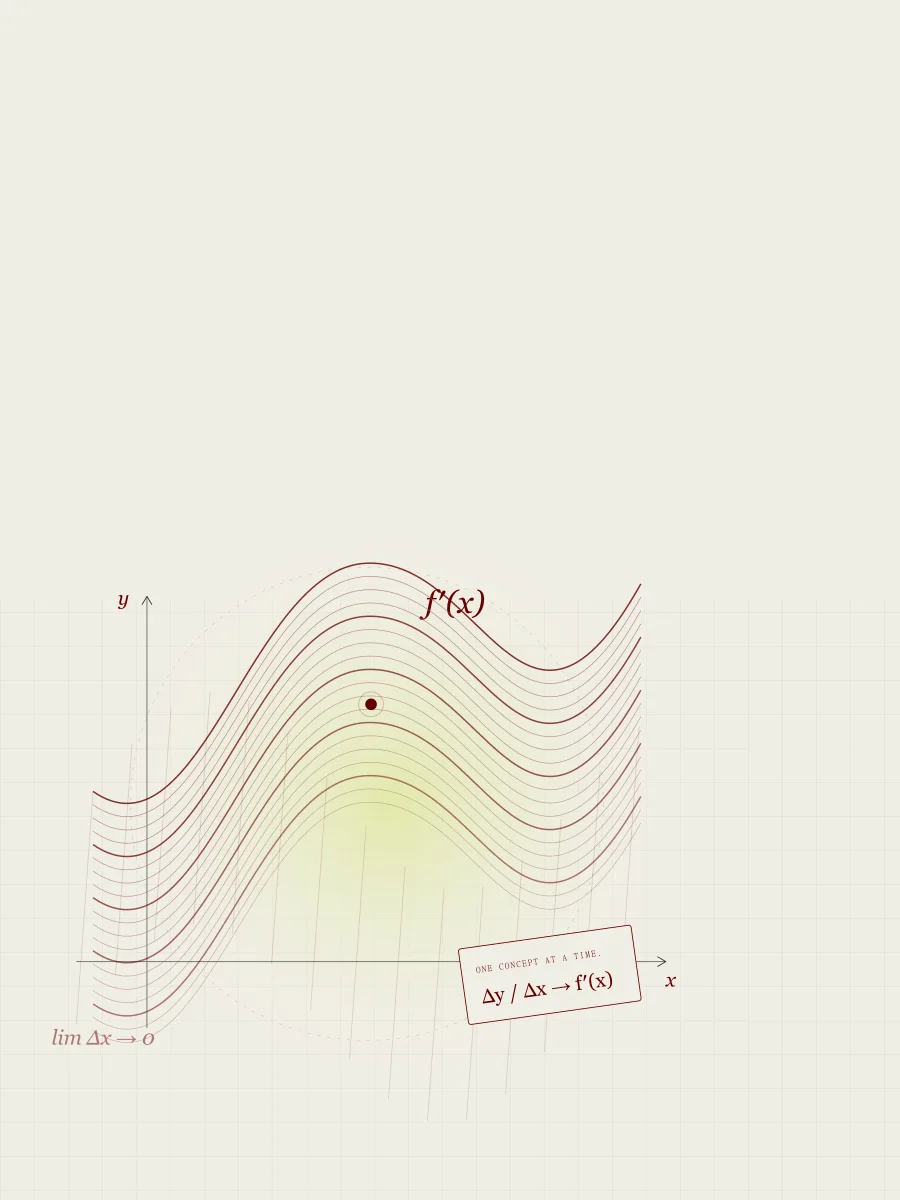 y
f′(x)
ONE CONCEPT AT A TIME.
Δy / Δx → f′(x)
x
lim Δx → 0